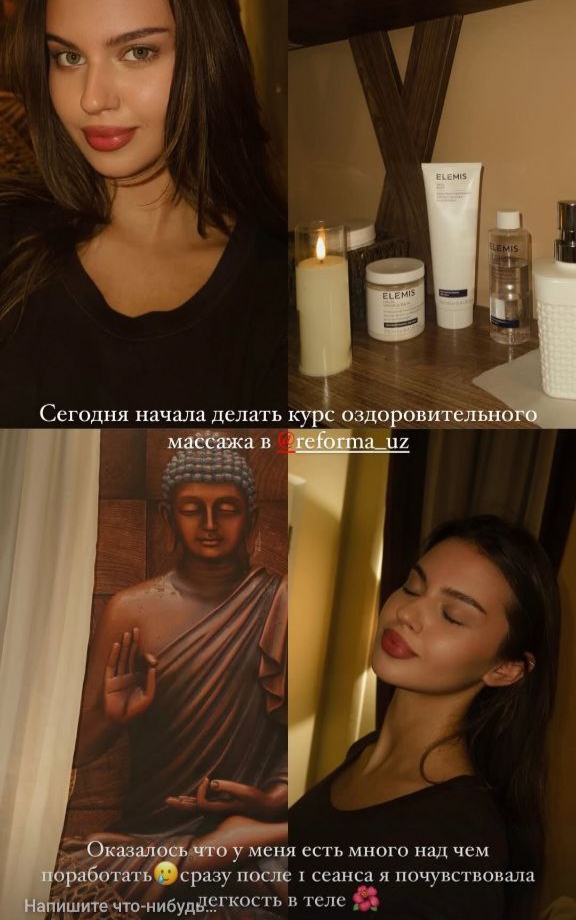 ELEMIS
ELEMIS
ELEMIS
Сегодня начала делать курс оздоровительного
массажа в @reforma_uz
Оказалось что у меня есть много над чем
поработать🥲сразу после 1 сеанса я почувствовала
легкость в теле 🌺
Напишите что-нибудь...